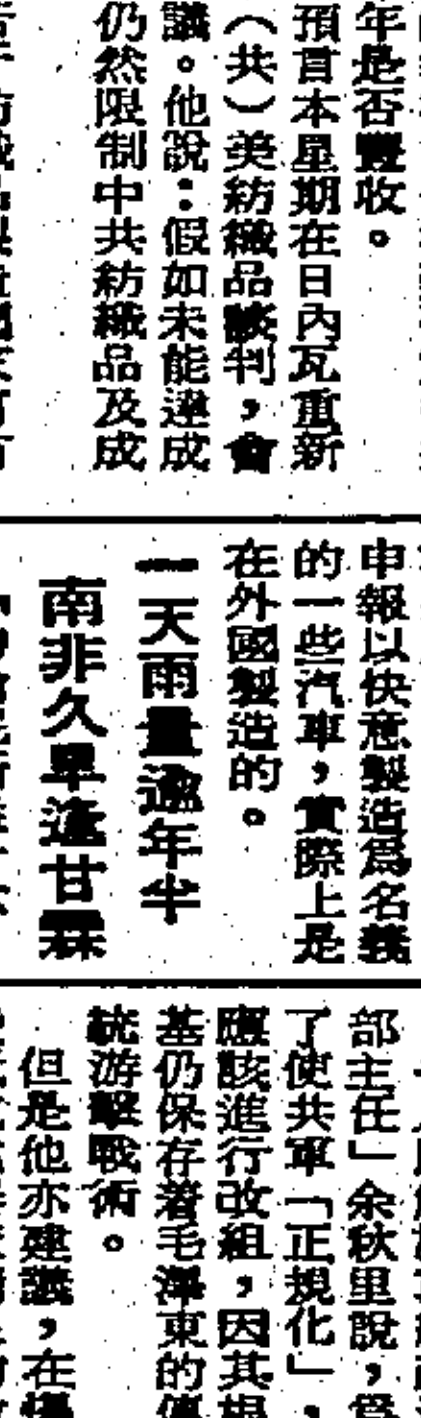 年是否豐收。
預言本星期在日內瓦重新
（共）美紡織品談判，會
議。他說：假如未能達成
仍然限制中共紡織品及成
申報以快意製造爲名義
的一些汽車，實際上是
在外國製造的。
一天雨量逾年半
南非久旱逢甘霖
部主任」余秋里說，爲
了使共軍「正規化」，
應該進行改組，因其根
基仍保存着毛澤東的傳
統游擊戰術。
但是他亦建議，在